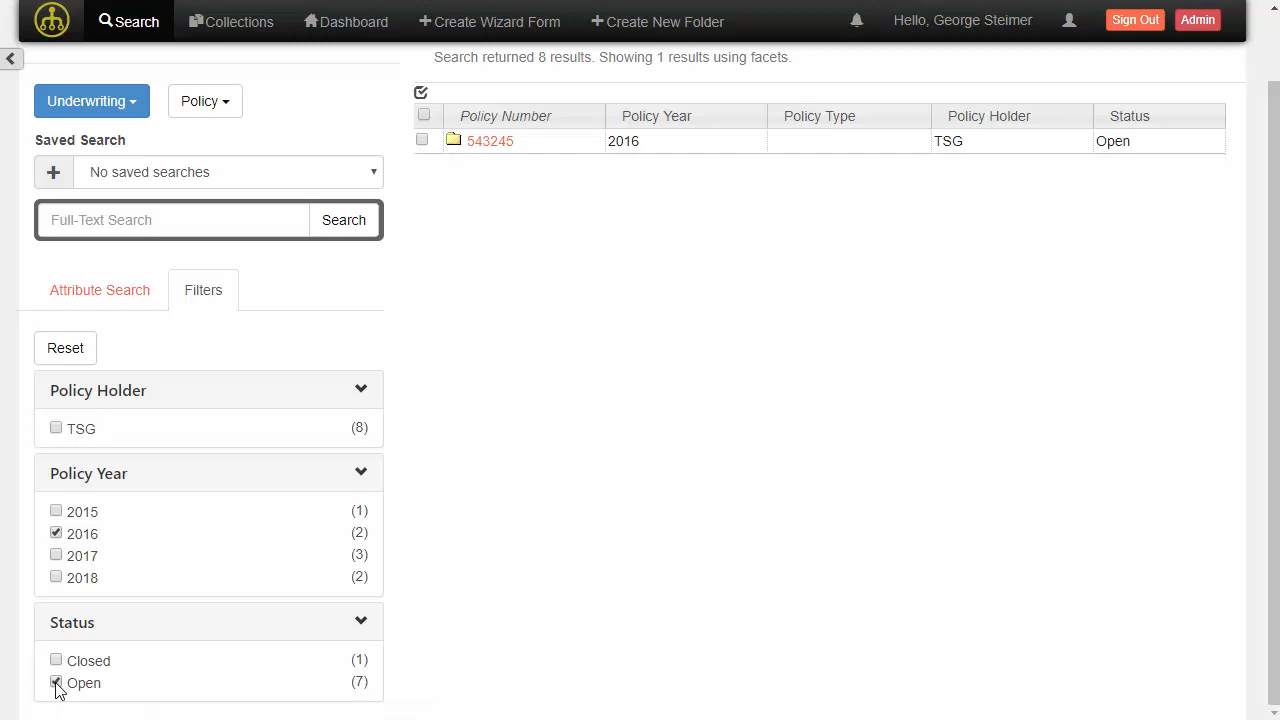 Search Collections Dashboard Create Wizard Form Create New Folder Hello, George Steimer Sign Out Admin
Search returned 8 results. Showing 1 results using facets.
Underwriting Policy
Saved Search
No saved searches
Full-Text Search Search
Attribute Search Filters
Reset
Policy Holder
TSG (8)
Policy Year
2015 (1)
2016 (2)
2017 (3)
2018 (2)
Status
Closed (1)
Open (7)
Policy Number Policy Year Policy Type Policy Holder Status
543245 2016 TSG Open